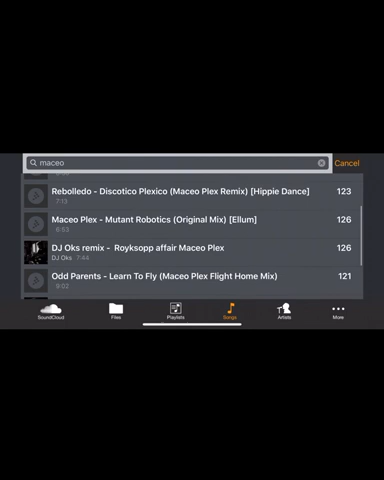 maceo
Cancel
Rebolledo - Discotico Plexico (Maceo Plex Remix) [Hippie Dance]
123
7:13
Maceo Plex - Mutant Robotics (Original Mix) [Ellum]
126
6:53
DJ Oks remix -  Royksopp affair Maceo Plex
126
DJ Oks 7:44
Odd Parents - Learn To Fly (Maceo Plex Flight Home Mix)
121
9:02
SoundCloud
Files
Playlists
Songs
Artists
More